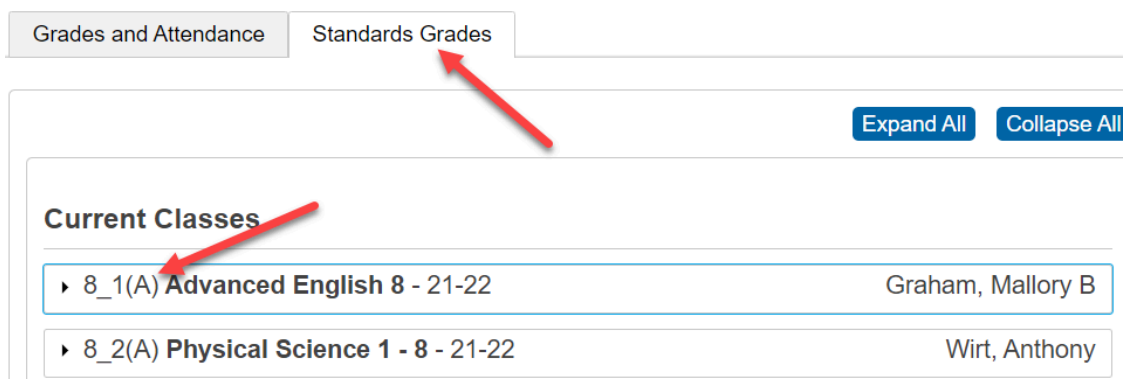 Grades and Attendance Standards Grades
Expand All Collapse All
Current Classes
8_1(A) Advanced English 8 - 21-22 Graham, Mallory B
8_2(A) Physical Science 1 - 8 - 21-22 Wirt, Anthony